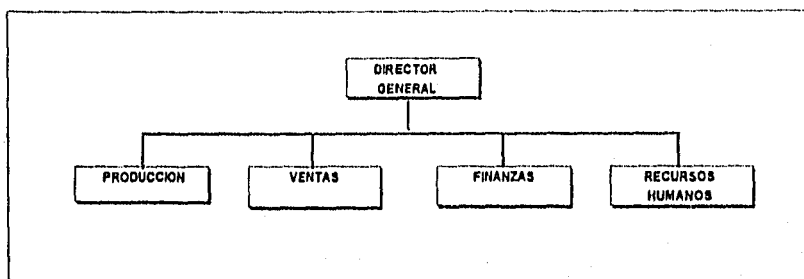 DIRECTOR
GENERAL
PRODUCCION
VENTAS
FINANZAS
RECURSOS
HUMANOS